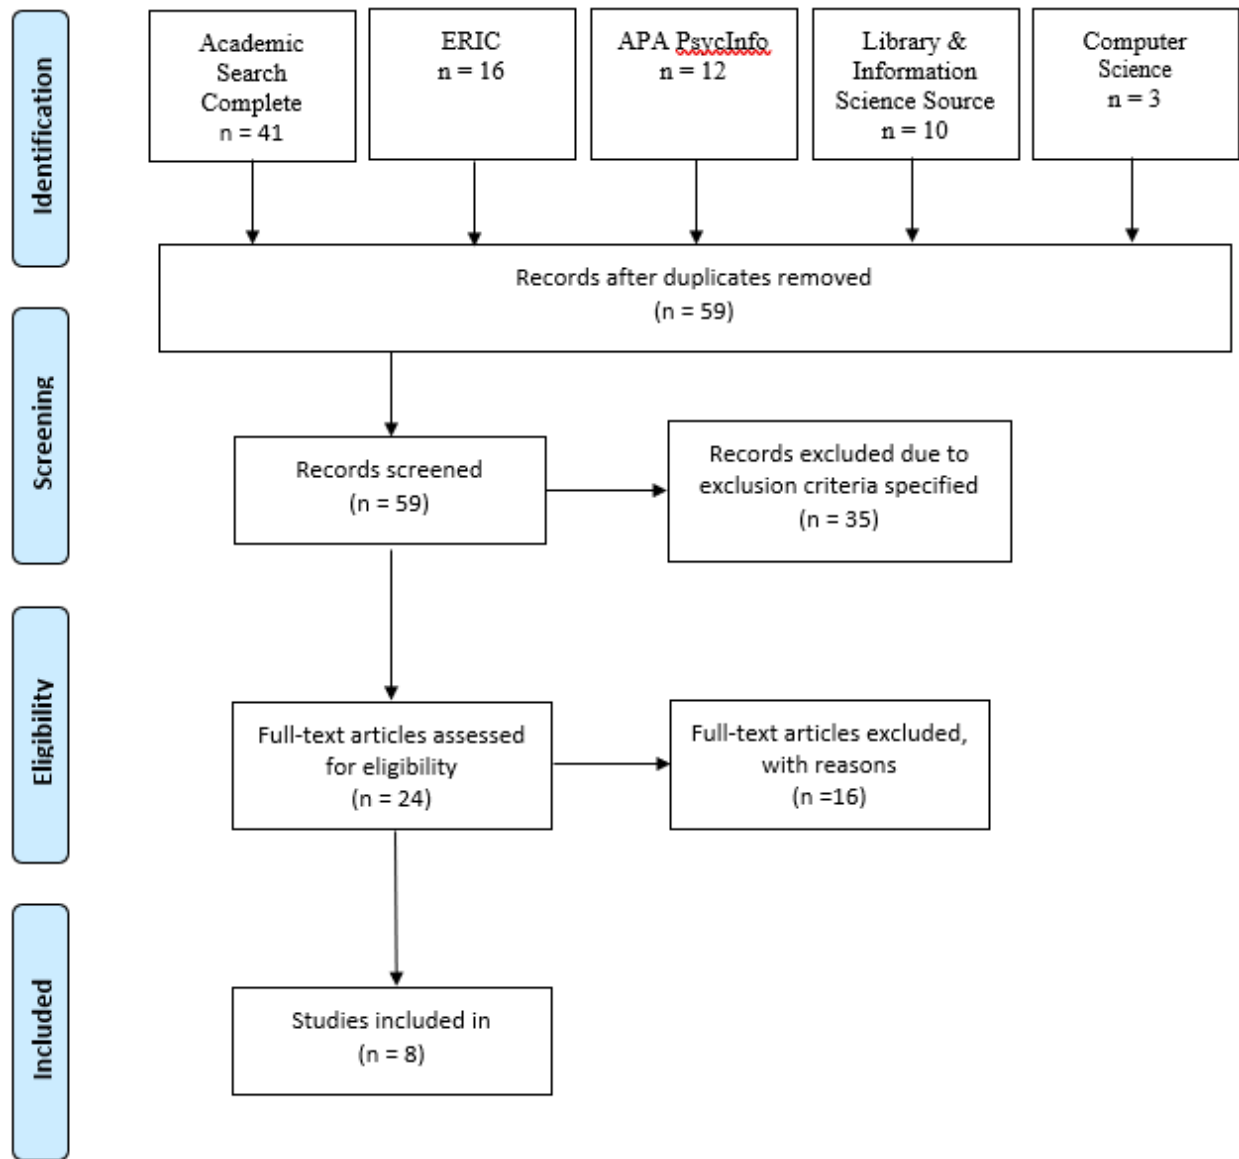 Identification
Academic
Search
Complete
n = 41
ERIC
n = 16
APA PsycInfo
n = 12
Library &
Information
Science Source
n = 10
Computer
Science
n = 3
Records after duplicates removed
(n = 59)
Screening
Records screened
(n = 59)
Records excluded due to
exclusion criteria specified
(n = 35)
Eligibility
Full-text articles assessed
for eligibility
(n = 24)
Full-text articles excluded,
with reasons
(n =16)
Included
Studies included in
(n = 8)